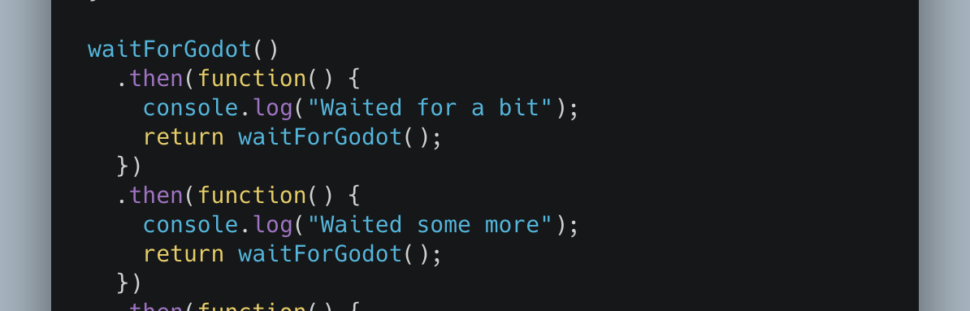 waitForGodot()
  .then(function() {
    console.log("Waited for a bit");
    return waitForGodot();
  })
  .then(function() {
    console.log("Waited some more");
    return waitForGodot();
  })
  .then(function() {